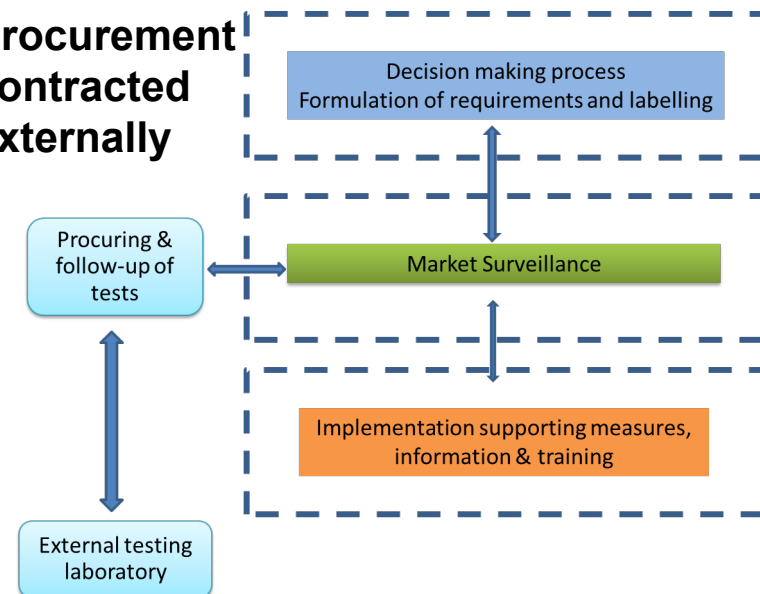 rocurement
ontracted
xternally
Decision making process
Formulation of requirements and labelling
Procuring &
follow-up of
tests
Market Surveillance
Implementation supporting measures,
information & training
External testing
laboratory